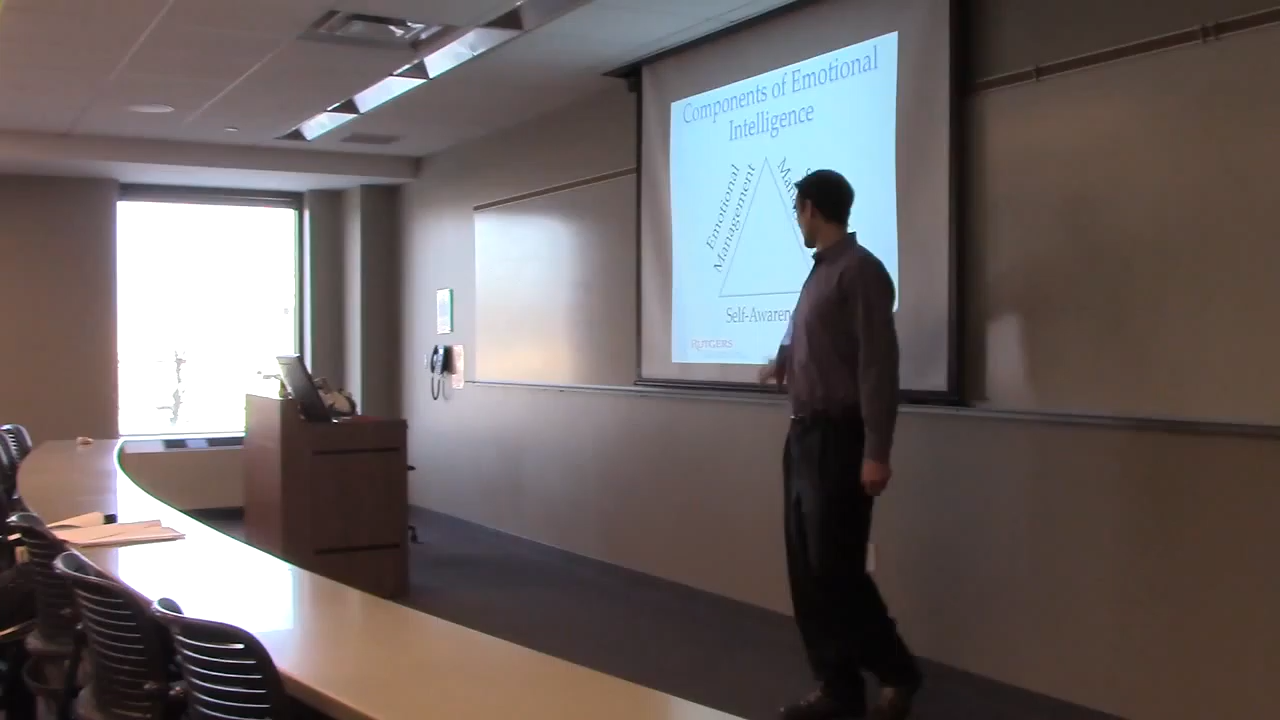 Components of Emotional
Intelligence
Emotional
Management
Self-Awaren
RUTGERS